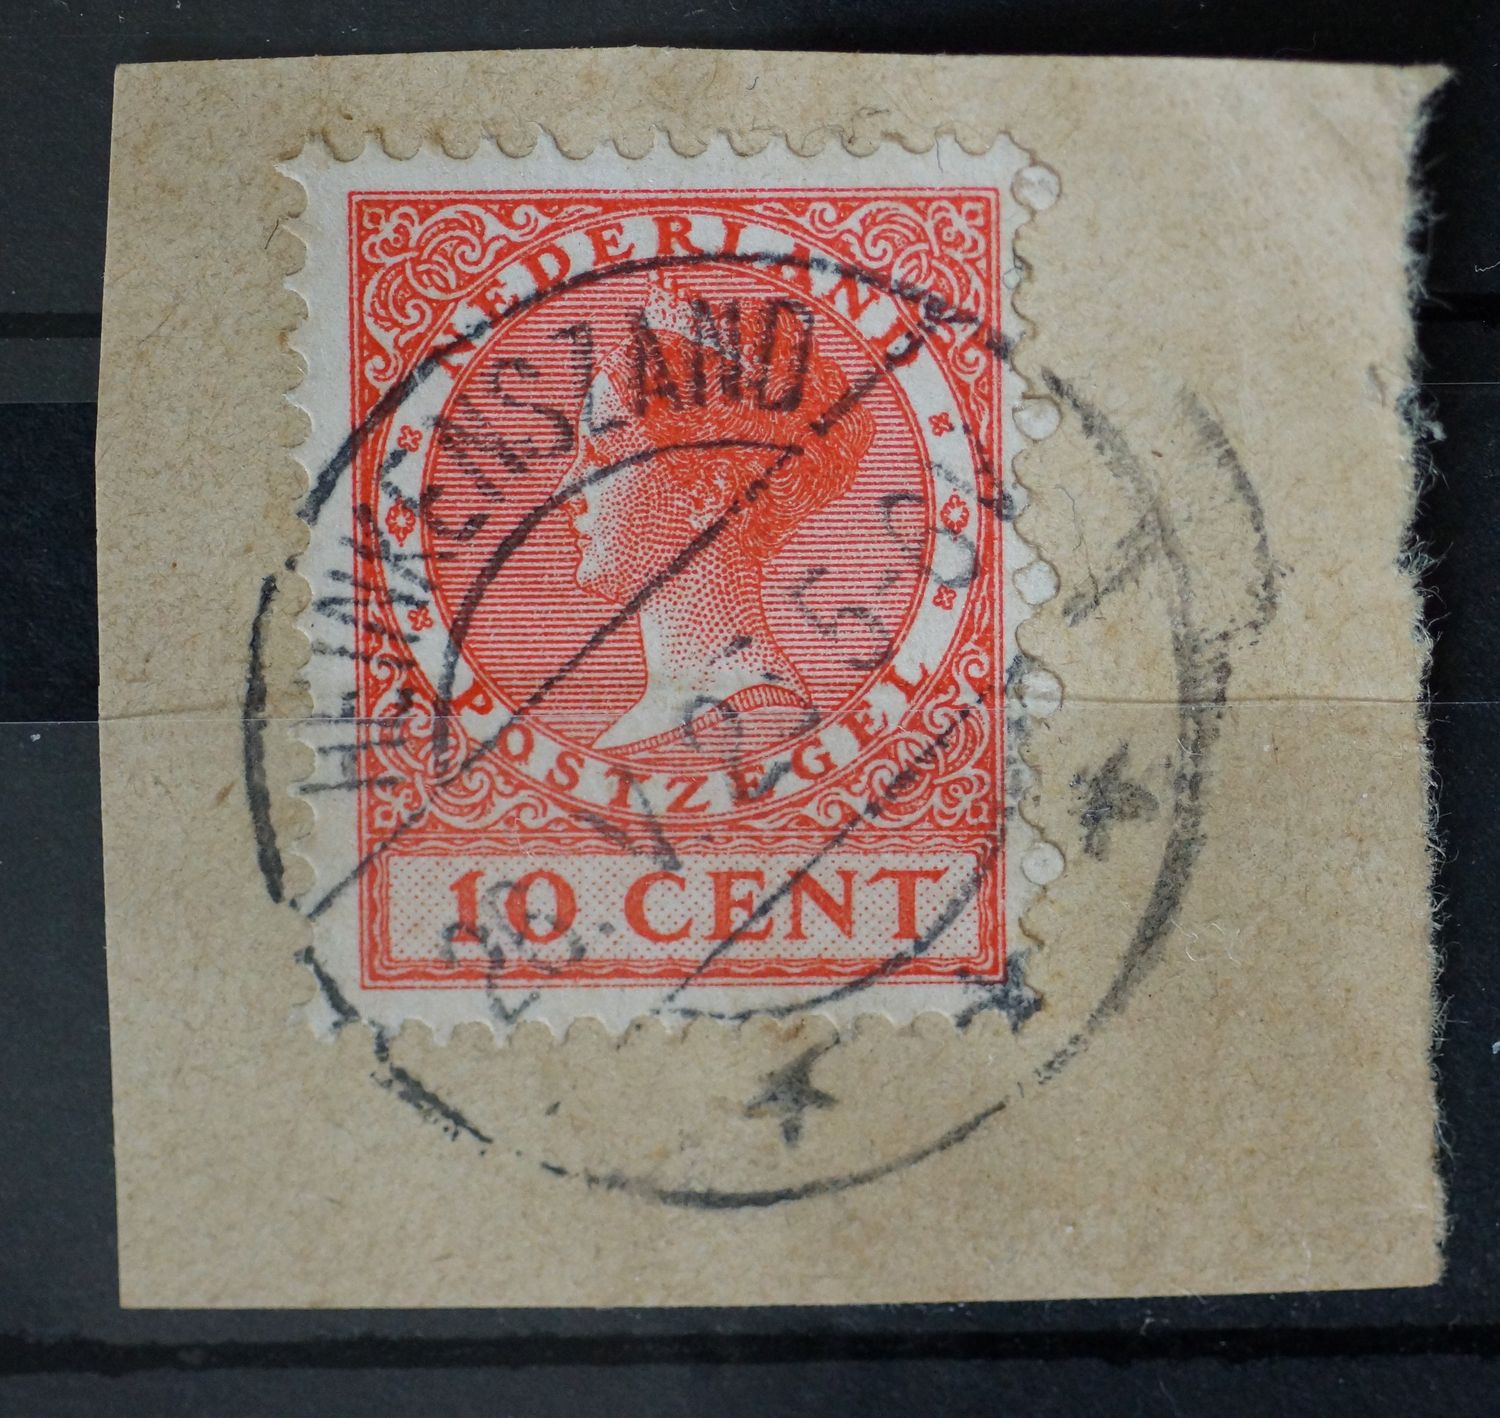 NEDERLAND
POSTZEGEL
10 CENT
HEINKENSZAND